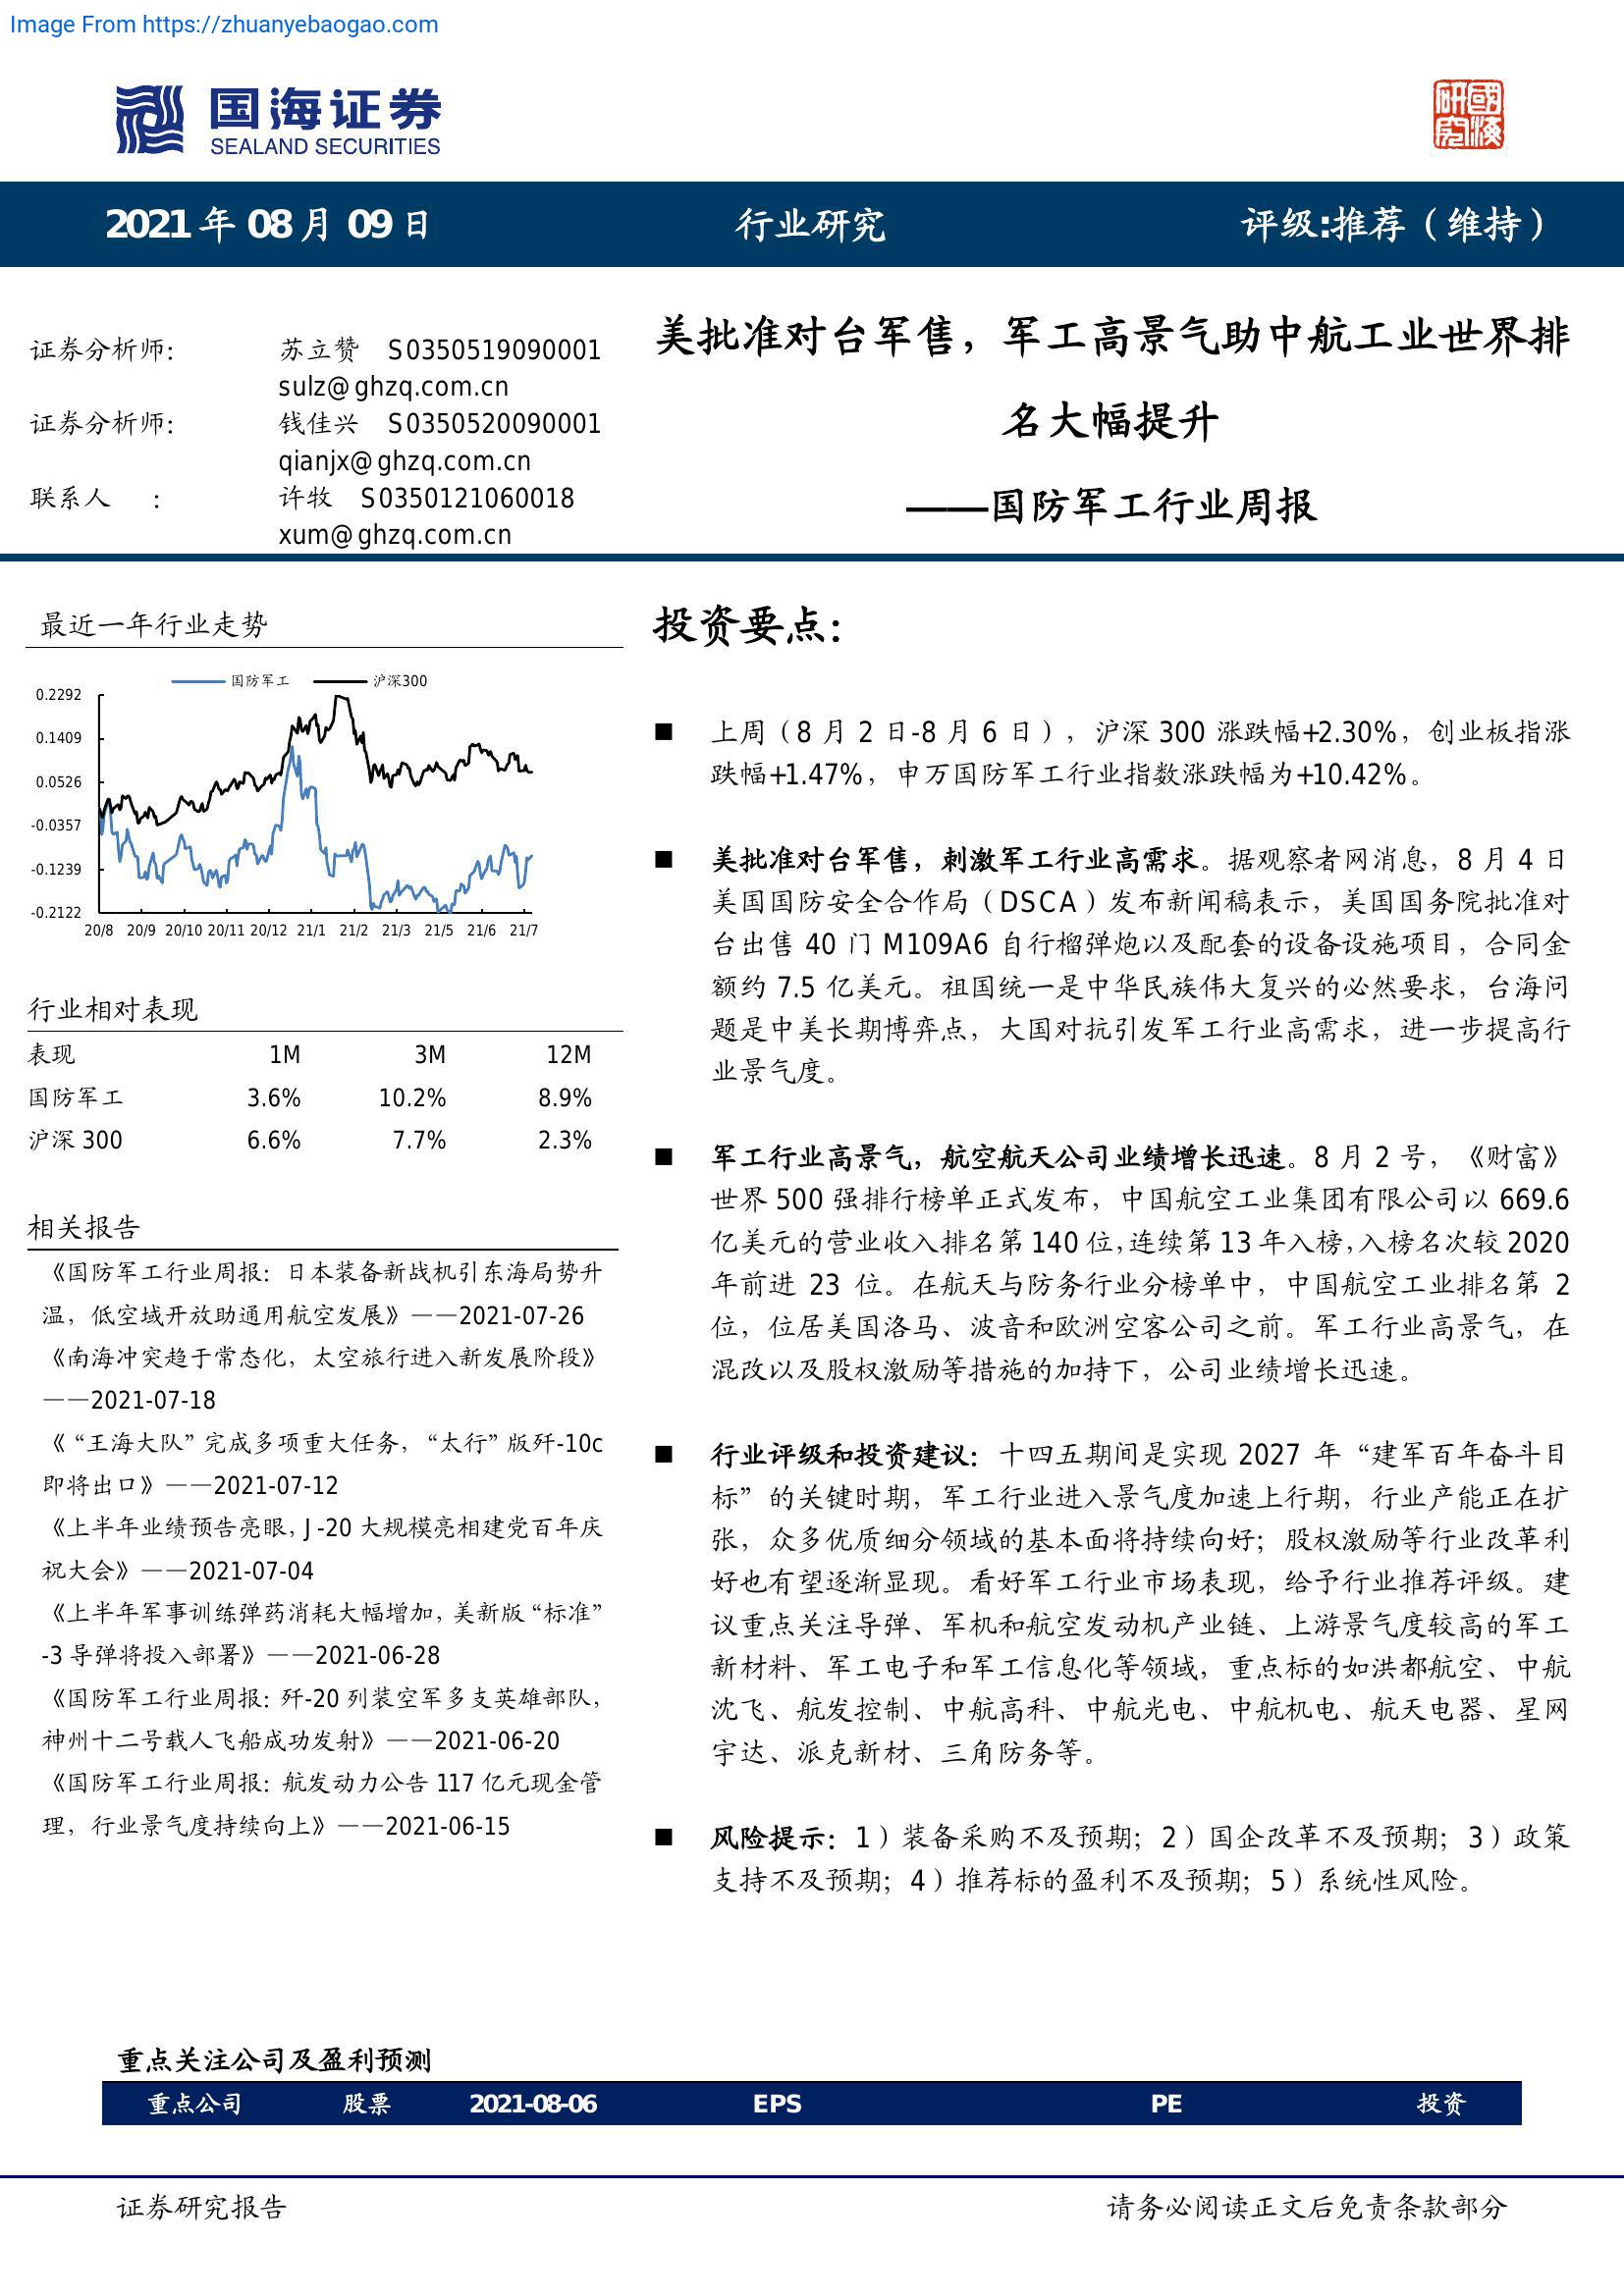 Image From https://zhuanyebaogao.com
国海证券
SEALAND SECURITIES
研國
究海
2021 年 08 月 09 日
行业研究
评级:推荐（维持）
证券分析师: 苏立赞 S0350519090001
sulz@ghzq.com.cn
证券分析师: 钱佳兴 S0350520090001
qianjx@ghzq.com.cn
联系人 : 许牧 S0350121060018
xum@ghzq.com.cn
美批准对台军售，军工高景气助中航工业世界排
名大幅提升
——国防军工行业周报
最近一年行业走势
国防军工 沪深300
0.2292
0.1409
0.0526
-0.0357
-0.1239
-0.2122
20/8 20/9 20/10 20/11 20/12 21/1 21/2 21/3 21/5 21/6 21/7
行业相对表现
表现 1M 3M 12M
国防军工 3.6% 10.2% 8.9%
沪深 300 6.6% 7.7% 2.3%
相关报告
《国防军工行业周报：日本装备新战机引东海局势升
温，低空域开放助通用航空发展》——2021-07-26
《南海冲突趋于常态化，太空旅行进入新发展阶段》
——2021-07-18
《“王海大队”完成多项重大任务，“太行”版歼-10c
即将出口》——2021-07-12
《上半年业绩预告亮眼，J-20 大规模亮相建党百年庆
祝大会》——2021-07-04
《上半年军事训练弹药消耗大幅增加，美新版“标准”
-3 导弹将投入部署》——2021-06-28
《国防军工行业周报：歼-20 列装空军多支英雄部队，
神州十二号载人飞船成功发射》——2021-06-20
《国防军工行业周报：航发动力公告 117 亿元现金管
理，行业景气度持续向上》——2021-06-15
投资要点：
■ 上周（8 月 2 日-8 月 6 日），沪深 300 涨跌幅+2.30%，创业板指涨
跌幅+1.47%，申万国防军工行业指数涨跌幅为+10.42%。
■ 美批准对台军售，刺激军工行业高需求。据观察者网消息，8 月 4 日
美国国防安全合作局（DSCA）发布新闻稿表示，美国国务院批准对
台出售 40 门 M109A6 自行榴弹炮以及配套的设备设施项目，合同金
额约 7.5 亿美元。祖国统一是中华民族伟大复兴的必然要求，台海问
题是中美长期博弈点，大国对抗引发军工行业高需求，进一步提高行
业景气度。
■ 军工行业高景气，航空航天公司业绩增长迅速。8 月 2 号，《财富》
世界 500 强排行榜单正式发布，中国航空工业集团有限公司以 669.6
亿美元的营业收入排名第 140 位，连续第 13 年入榜，入榜名次较 2020
年前进 23 位。在航天与防务行业分榜单中，中国航空工业排名第 2
位，位居美国洛马、波音和欧洲空客公司之前。军工行业高景气，在
混改以及股权激励等措施的加持下，公司业绩增长迅速。
■ 行业评级和投资建议：十四五期间是实现 2027 年“建军百年奋斗目
标”的关键时期，军工行业进入景气度加速上行期，行业产能正在扩
张，众多优质细分领域的基本面将持续向好；股权激励等行业改革利
好也有望逐渐显现。看好军工行业市场表现，给予行业推荐评级。建
议重点关注导弹、军机和航空发动机产业链、上游景气度较高的军工
新材料、军工电子和军工信息化等领域，重点标的如洪都航空、中航
沈飞、航发控制、中航高科、中航光电、中航机电、航天电器、星网
宇达、派克新材、三角防务等。
■ 风险提示：1）装备采购不及预期；2）国企改革不及预期；3）政策
支持不及预期；4）推荐标的盈利不及预期；5）系统性风险。
重点关注公司及盈利预测
重点公司 股票 2021-08-06 EPS PE 投资
证券研究报告
请务必阅读正文后免责条款部分